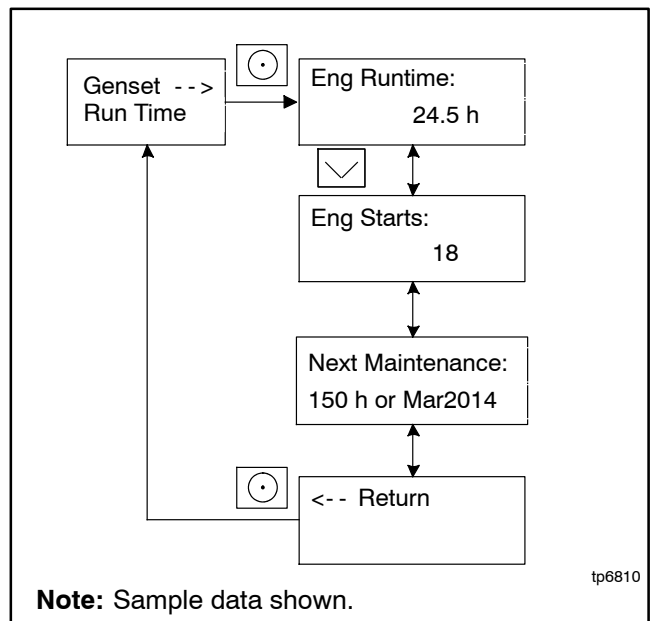 Genset - - >
Run Time
Eng Runtime:
24.5 h
Eng Starts:
18
Next Maintenance:
150 h or Mar2014
<- - Return
tp6810
Note: Sample data shown.